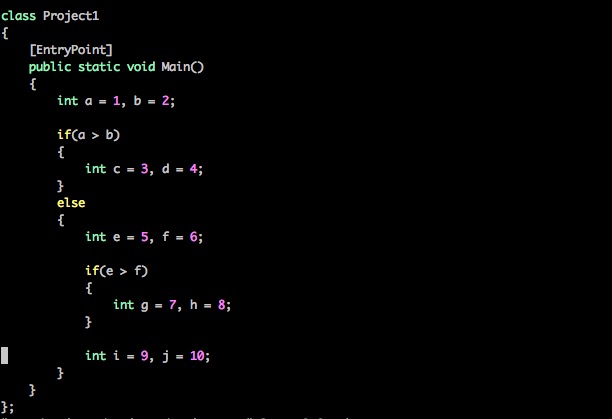 class Project1
{
    [EntryPoint]
    public static void Main()
    {
        int a = 1, b = 2;

        if(a > b)
        {
            int c = 3, d = 4;
        }
        else
        {
            int e = 5, f = 6;

            if(e > f)
            {
                int g = 7, h = 8;
            }

            int i = 9, j = 10;
        }
    }
};